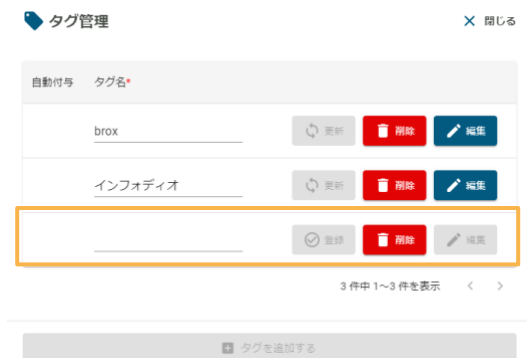 タグ管理 閉じる
自動付与 タグ名*
brox 更新 削除 編集
インフォディオ 更新 削除 編集
登録 削除 編集
3 件中 1~3 件を表示
タグを追加する